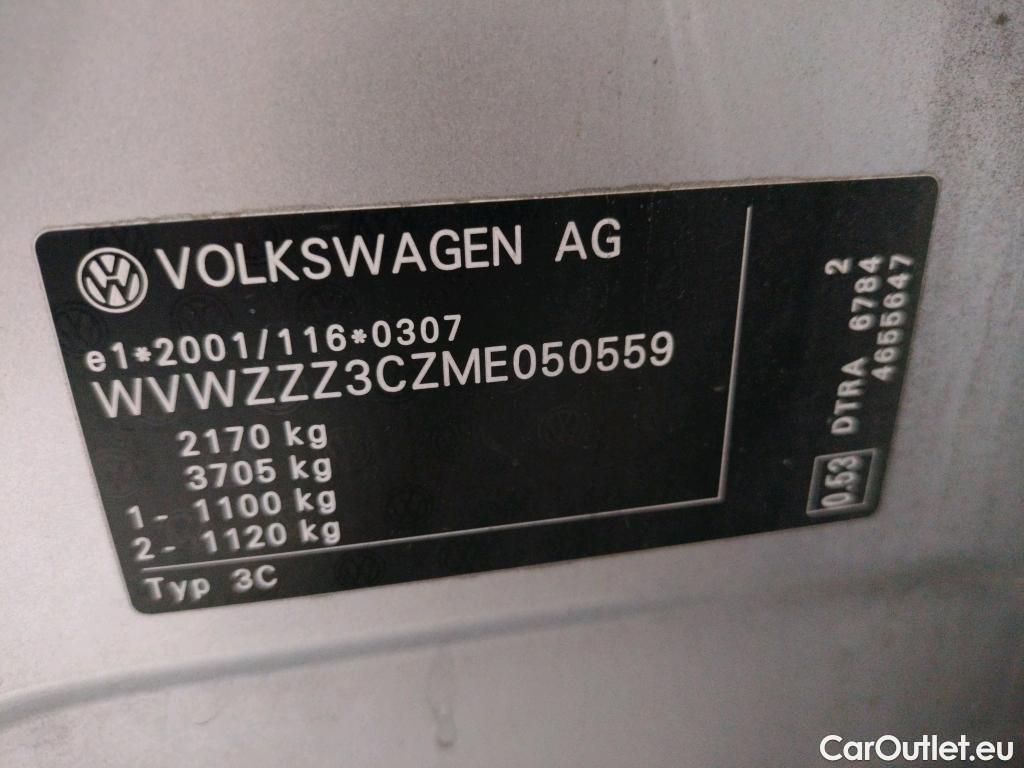 VOLKSWAGEN AG
e1*2001/116*0307
WVWZZZ3CZME050559
2170 kg
3705 kg
1- 1100 kg
2- 1120 kg
Typ 3C
0.53 DTRA 6784 2
4655647
CarOutlet.eu